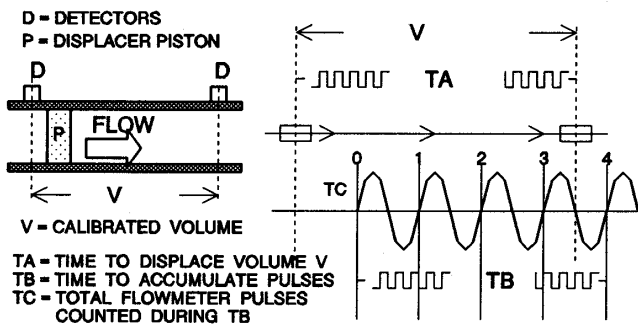 D = DETECTORS
P = DISPLACER PISTON
D D
P FLOW
V
V = CALIBRATED VOLUME
TA = TIME TO DISPLACE VOLUME V
TB = TIME TO ACCUMULATE PULSES
TC = TOTAL FLOWMETER PULSES
COUNTED DURING TB
V
TA
0 1 2 3 4
TC
TB